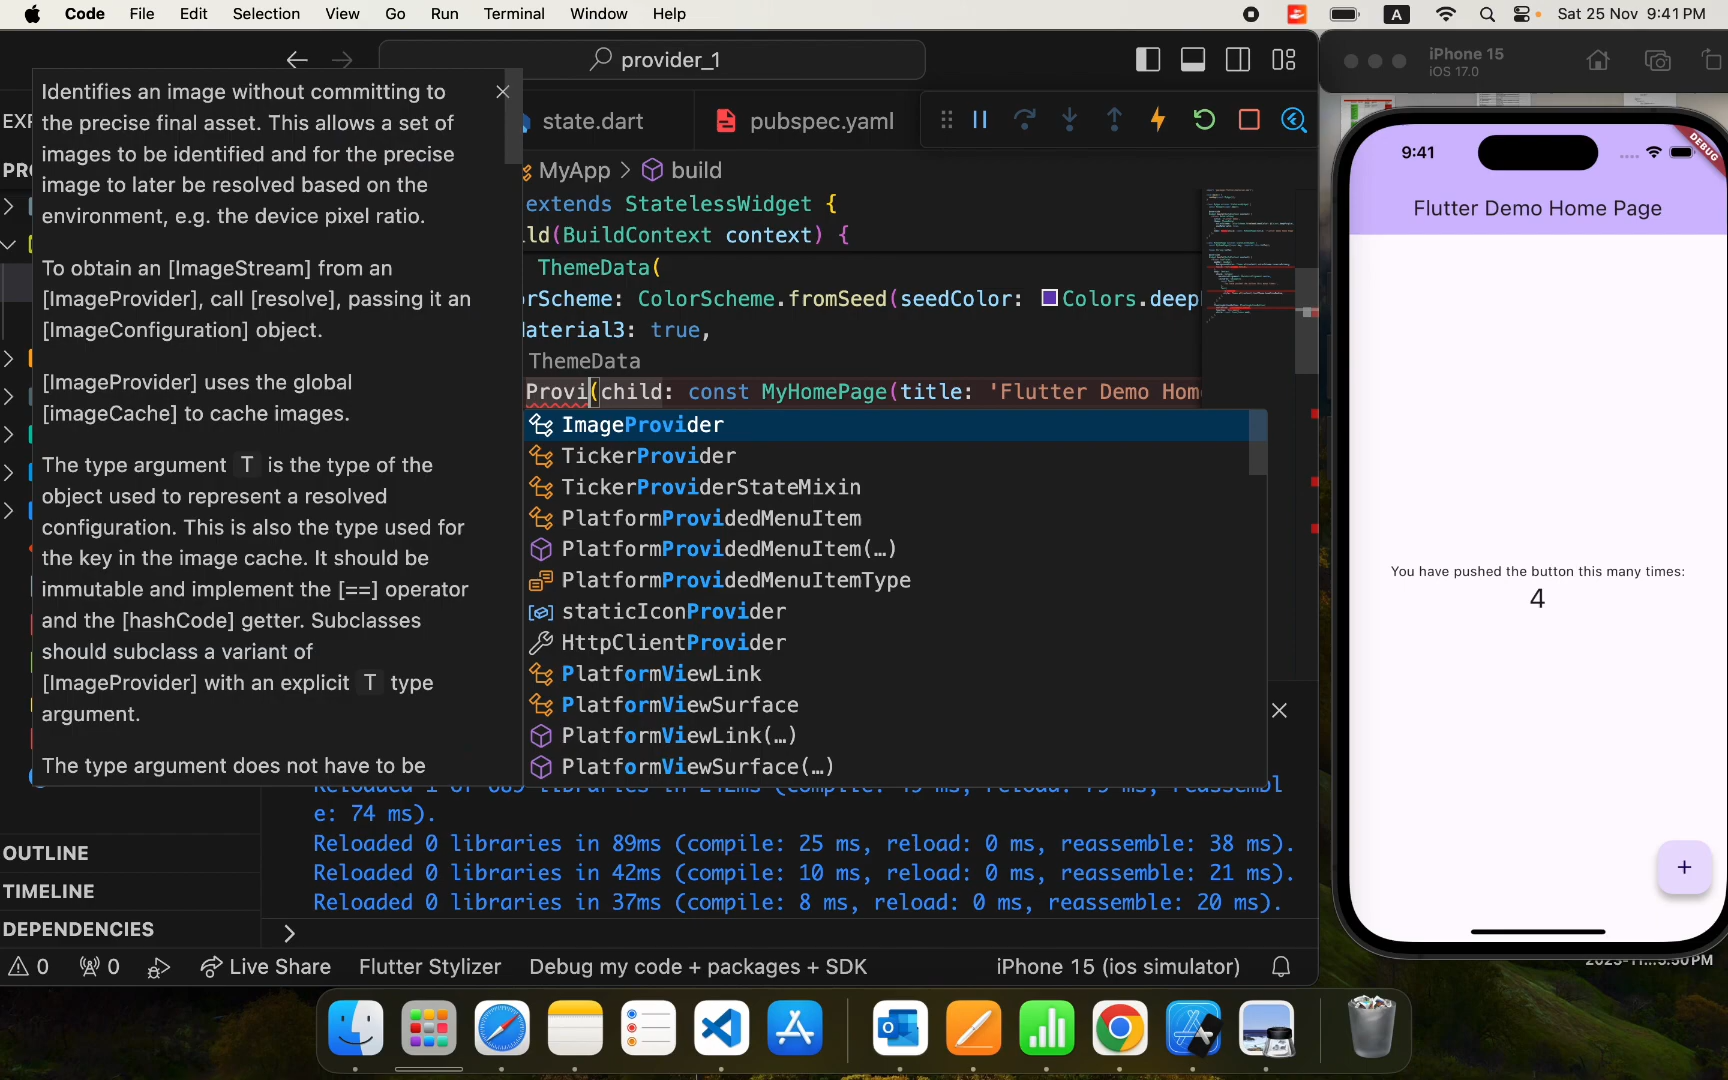 Code File Edit Selection View Go Run Terminal Window Help
A
Sat 25 Nov 9:41 PM
provider_1
iPhone 15
iOS 17.0
state.dart
pubspec.yaml
Identifies an image without committing to
the precise final asset. This allows a set of
images to be identified and for the precise
image to later be resolved based on the
environment, e.g. the device pixel ratio.
To obtain an [ImageStream] from an
[ImageProvider], call [resolve], passing it an
[ImageConfiguration] object.
[ImageProvider] uses the global
[imageCache] to cache images.
The type argument T is the type of the
object used to represent a resolved
configuration. This is also the type used for
the key in the image cache. It should be
immutable and implement the [==] operator
and the [hashCode] getter. Subclasses
should subclass a variant of
[ImageProvider] with an explicit T type
argument.
The type argument does not have to be
EXP
PR
MyApp > build
extends StatelessWidget {
ld(BuildContext context) {
ThemeData(
rScheme: ColorScheme.fromSeed(seedColor: Colors.deep
aterial3: true,
ThemeData
Provi(child: const MyHomePage(title: 'Flutter Demo Hom
ImageProvider
TickerProvider
TickerProviderStateMixin
PlatformProvidedMenuItem
PlatformProvidedMenuItem(…)
PlatformProvidedMenuItemType
staticIconProvider
HttpClientProvider
PlatformViewLink
PlatformViewSurface
PlatformViewLink(…)
PlatformViewSurface(…)
e: 74 ms).
Reloaded 0 libraries in 89ms (compile: 25 ms, reload: 0 ms, reassemble: 38 ms).
Reloaded 0 libraries in 42ms (compile: 10 ms, reload: 0 ms, reassemble: 21 ms).
Reloaded 0 libraries in 37ms (compile: 8 ms, reload: 0 ms, reassemble: 20 ms).
OUTLINE
TIMELINE
DEPENDENCIES
0 0 Live Share Flutter Stylizer Debug my code + packages + SDK iPhone 15 (ios simulator)
9:41
DEBUG
Flutter Demo Home Page
You have pushed the button this many times:
4
+